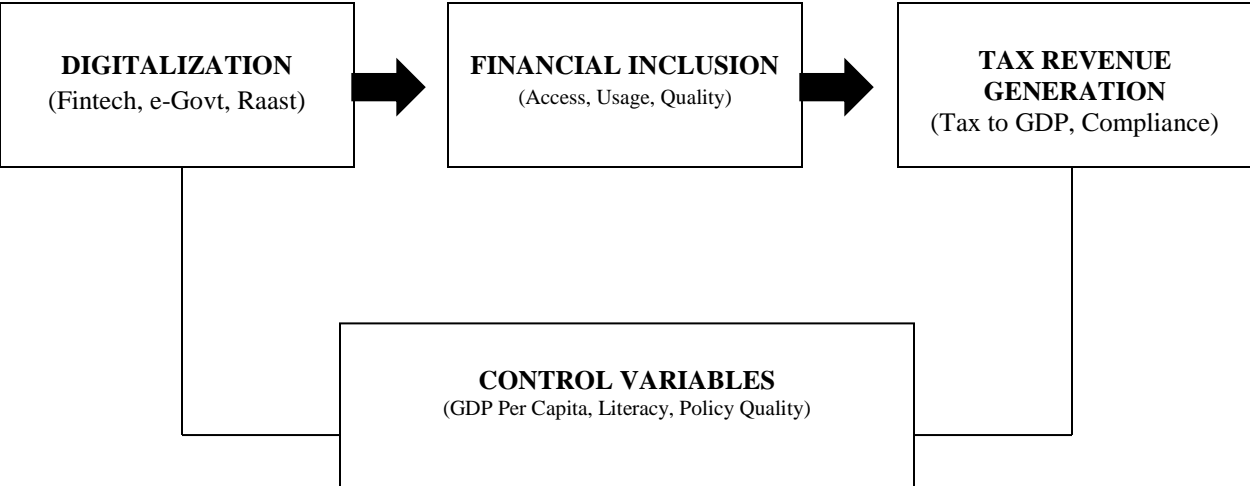 DIGITALIZATION
(Fintech, e-Govt, Raast)
FINANCIAL INCLUSION
(Access, Usage, Quality)
TAX REVENUE
GENERATION
(Tax to GDP, Compliance)
CONTROL VARIABLES
(GDP Per Capita, Literacy, Policy Quality)